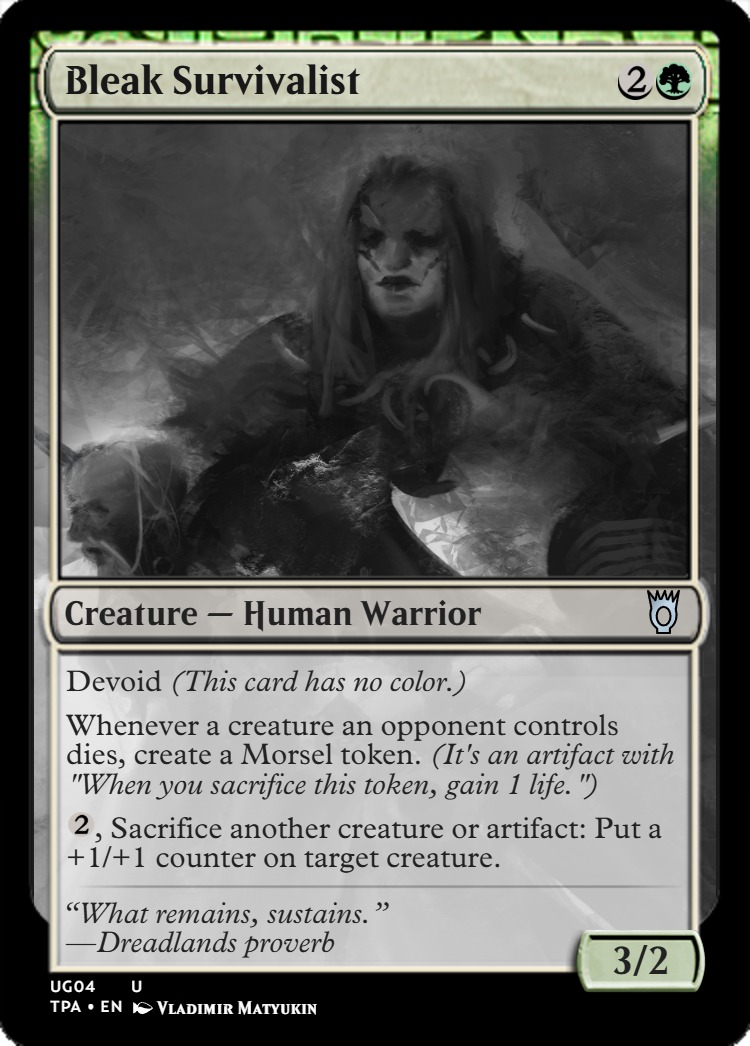 Bleak Survivalist 2
Creature — Human Warrior
Devoid (This card has no color.)
Whenever a creature an opponent controls
dies, create a Morsel token. (It's an artifact with
"When you sacrifice this token, gain 1 life.")
2, Sacrifice another creature or artifact: Put a
+1/+1 counter on target creature.
“What remains, sustains.”
—Dreadlands proverb
3/2
UG04 U
TPA • EN Vladimir Matyukin